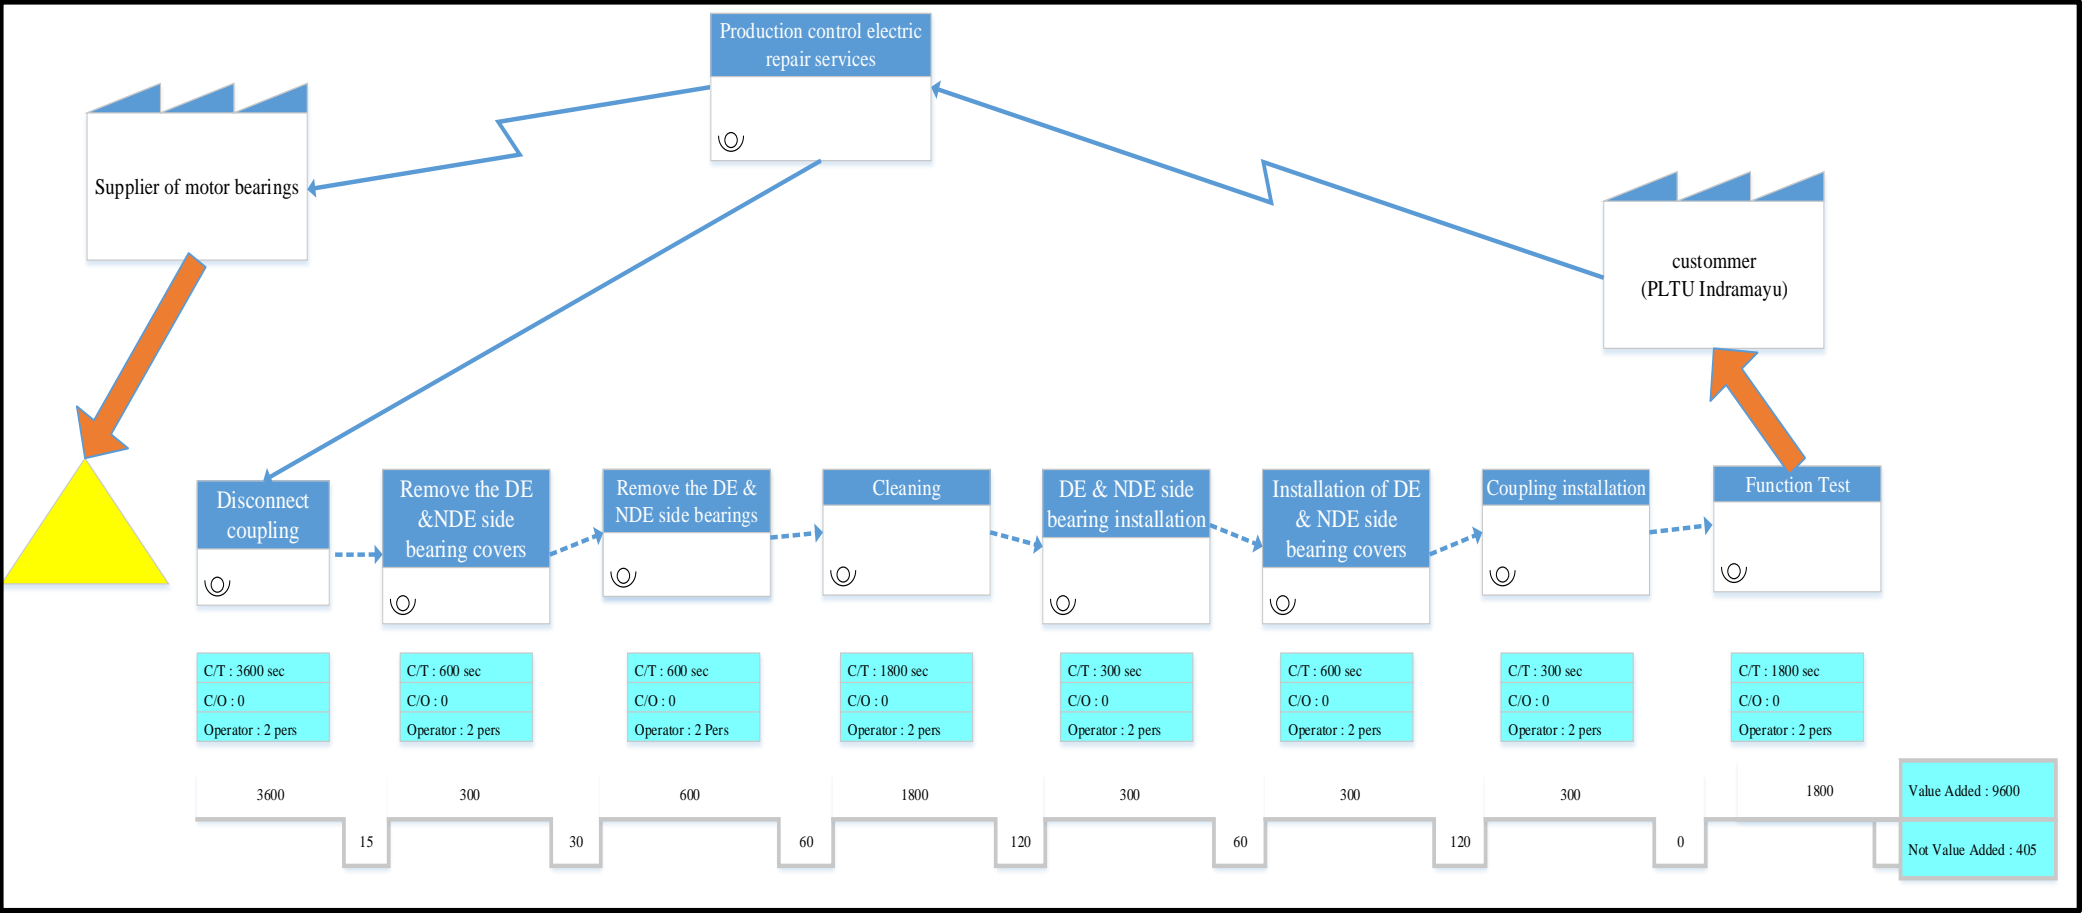 Production control electric
repair services
Supplier of motor bearings
custommer
(PLTU Indramayu)
Disconnect
coupling
Remove the DE
&NDE side
bearing covers
Remove the DE &
NDE side bearings
Cleaning
DE & NDE side
bearing installation
Installation of DE
& NDE side
bearing covers
Coupling installation
Function Test
C/T : 3600 sec
C/O : 0
Operator : 2 pers
C/T : 600 sec
C/O : 0
Operator : 2 pers
C/T : 600 sec
C/O : 0
Operator : 2 Pers
C/T : 1800 sec
C/O : 0
Operator : 2 pers
C/T : 300 sec
C/O : 0
Operator : 2 pers
C/T : 600 sec
C/O : 0
Operator : 2 pers
C/T : 300 sec
C/O : 0
Operator : 2 pers
C/T : 1800 sec
C/O : 0
Operator : 2 pers
3600
300
600
1800
300
300
300
1800
Value Added : 9600
15
30
60
120
60
120
0
Not Value Added : 405